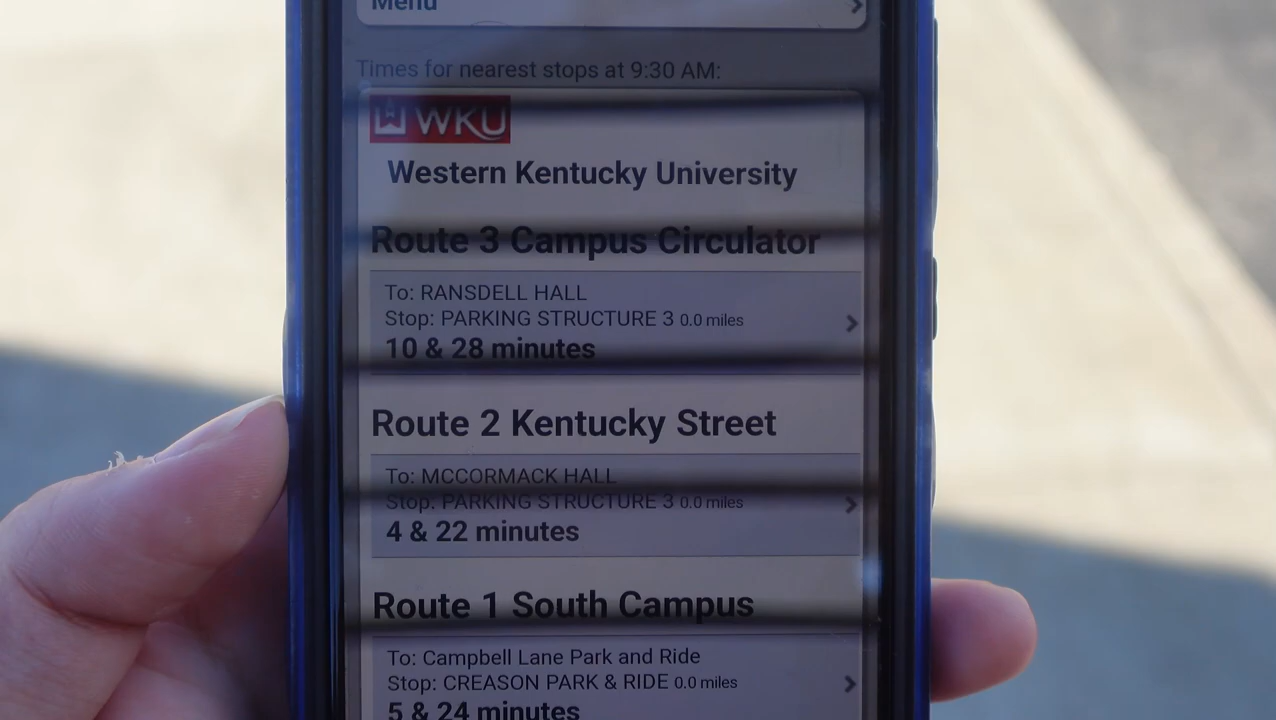 Menu
Times for nearest stops at 9:30 AM:
WKU
Western Kentucky University
Route 3 Campus Circulator
To: RANSDELL HALL
Stop: PARKING STRUCTURE 3 0.0 miles
10 & 28 minutes
Route 2 Kentucky Street
To: MCCORMACK HALL
Stop: PARKING STRUCTURE 3 0.0 miles
4 & 22 minutes
Route 1 South Campus
To: Campbell Lane Park and Ride
Stop: CREASON PARK & RIDE 0.0 miles
5 & 24 minutes